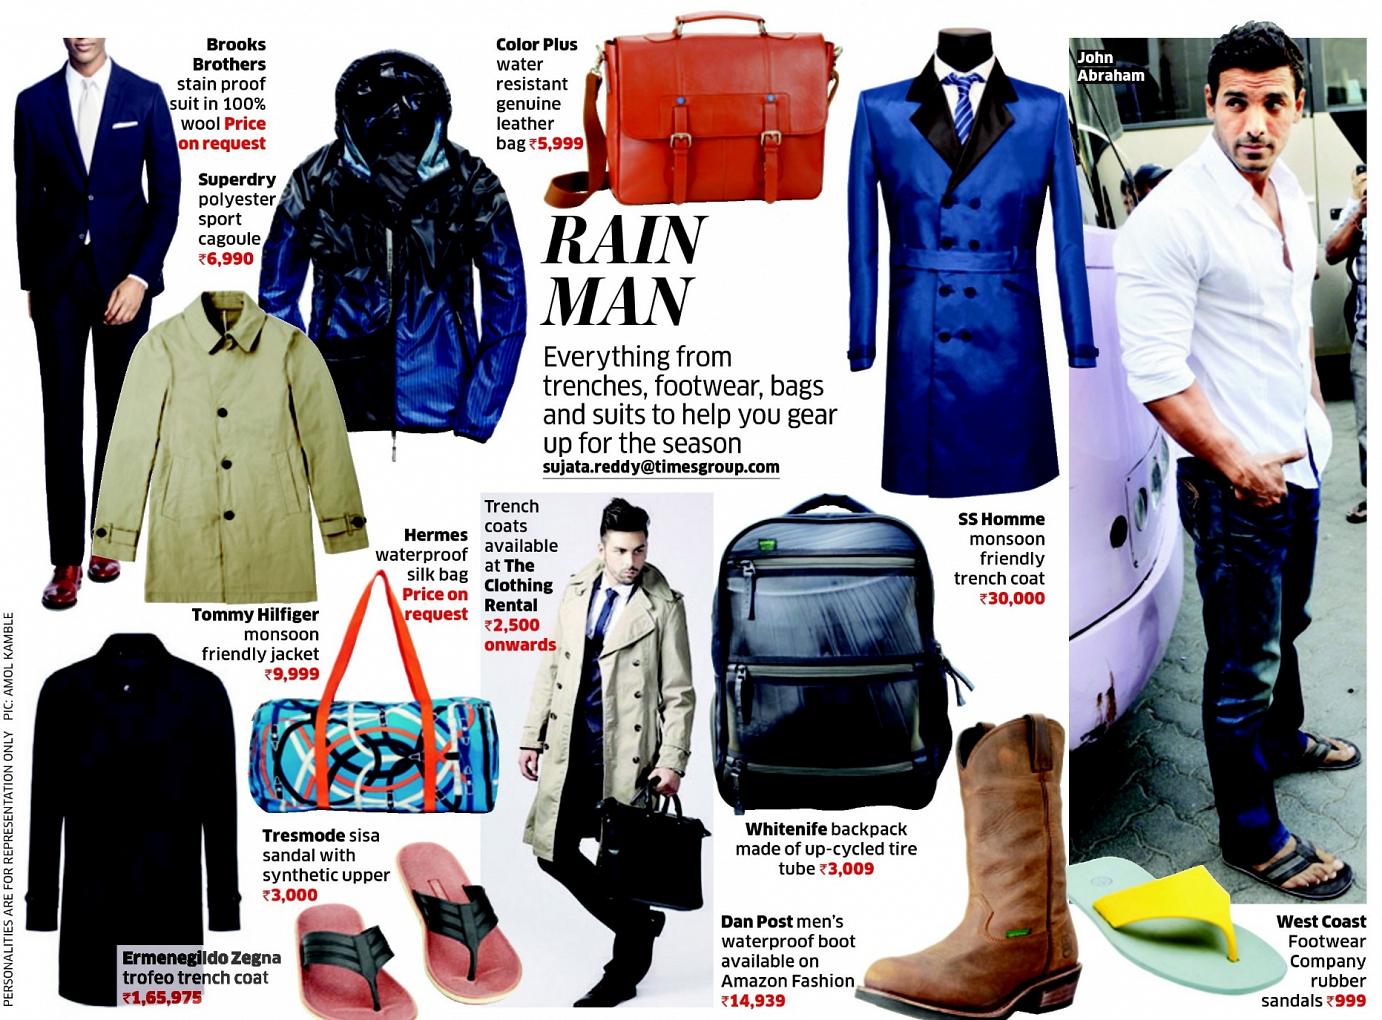 Brooks
Brothers
stain proof
suit in 100%
wool Price
on request
Superdry
polyester
sport
cagoule
₹6,990
Color Plus
water
resistant
genuine
leather
bag ₹5,999
John
Abraham
RAIN
MAN
Everything from
trenches, footwear, bags
and suits to help you gear
up for the season
sujata.reddy@timesgroup.com
Tommy Hilfiger
monsoon
friendly jacket
₹9,999
Hermes
waterproof
silk bag
Price on
request
Trench
coats
available
at The
Clothing
Rental
₹2,500
onwards
SS Homme
monsoon
friendly
trench coat
₹30,000
Tresmode sisa
sandal with
synthetic upper
₹3,000
Whitenife backpack
made of up-cycled tire
tube ₹3,009
Ermenegildo Zegna
trofeo trench coat
₹1,65,975
Dan Post men's
waterproof boot
available on
Amazon Fashion
₹14,939
West Coast
Footwear
Company
rubber
sandals ₹999
PERSONALITIES ARE FOR REPRESENTATION ONLY PIC: AMOL KAMBLE